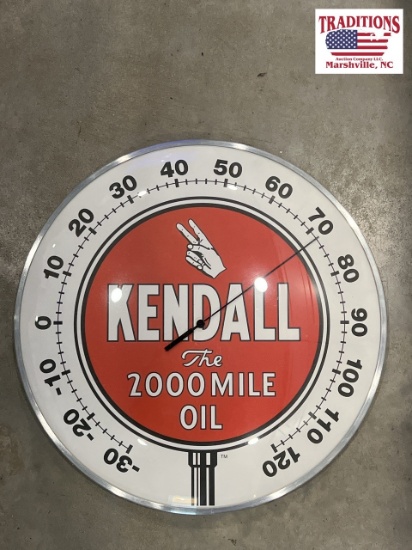 TRADITIONS
Auction Company LLC.
Marshville, NC
-30 -20 -10 0 10 20 30 40 50 60 70 80 90 100 110 120
KENDALL
The
2000 MILE
OIL
TM